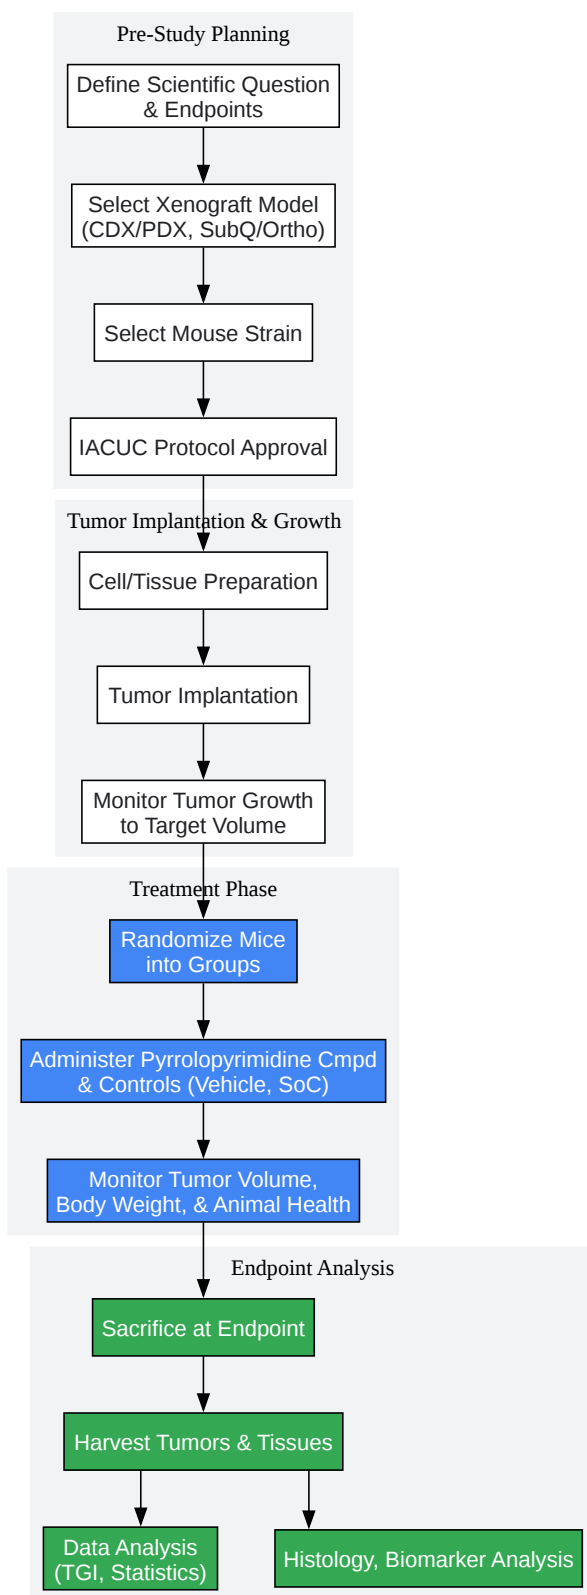 Pre-Study Planning
Define Scientific Question
& Endpoints
Select Xenograft Model
(CDX/PDX, SubQ/Ortho)
Select Mouse Strain
IACUC Protocol Approval
Tumor Implantation & Growth
Cell/Tissue Preparation
Tumor Implantation
Monitor Tumor Growth
to Target Volume
Treatment Phase
Randomize Mice
into Groups
Administer Pyrrolopyrimidine Cmpd
& Controls (Vehicle, SoC)
Monitor Tumor Volume,
Body Weight, & Animal Health
Endpoint Analysis
Sacrifice at Endpoint
Harvest Tumors & Tissues
Data Analysis
(TGI, Statistics)
Histology, Biomarker Analysis